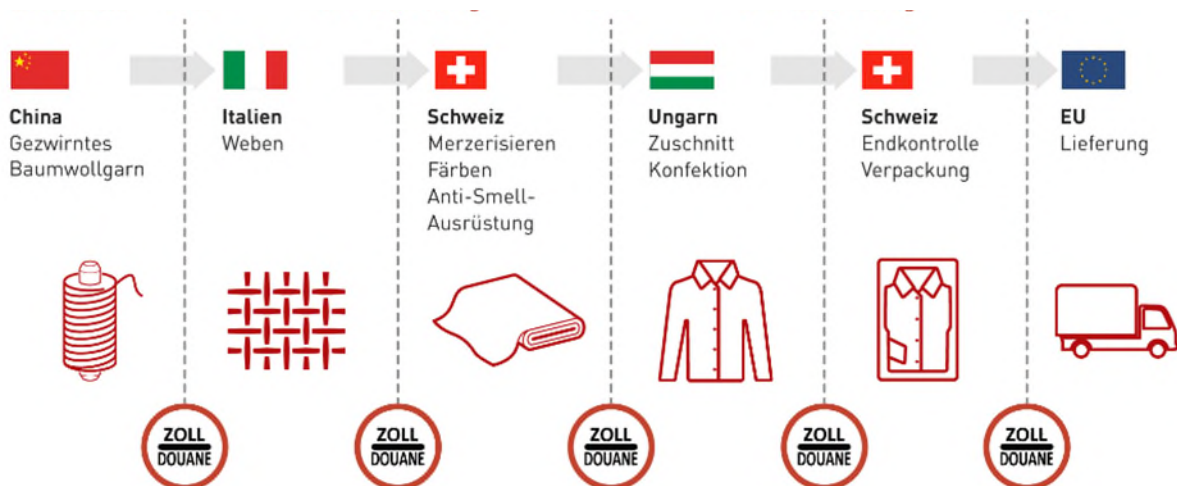 China
Gezwirntes
Baumwollgarn
Italien
Weben
Schweiz
Merzerisieren
Färben
Anti-Smell-
Ausrüstung
Ungarn
Zuschnitt
Konfektion
Schweiz
Endkontrolle
Verpackung
EU
Lieferung
ZOLL
DOUANE
ZOLL
DOUANE
ZOLL
DOUANE
ZOLL
DOUANE
ZOLL
DOUANE